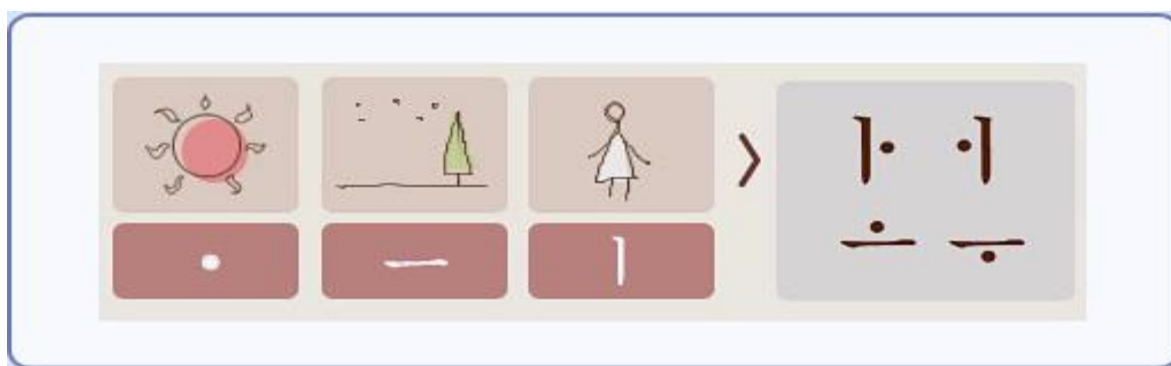 ㆍ ㅡ ㅣ
ㅏ ㅓ
ㅗ ㅜ